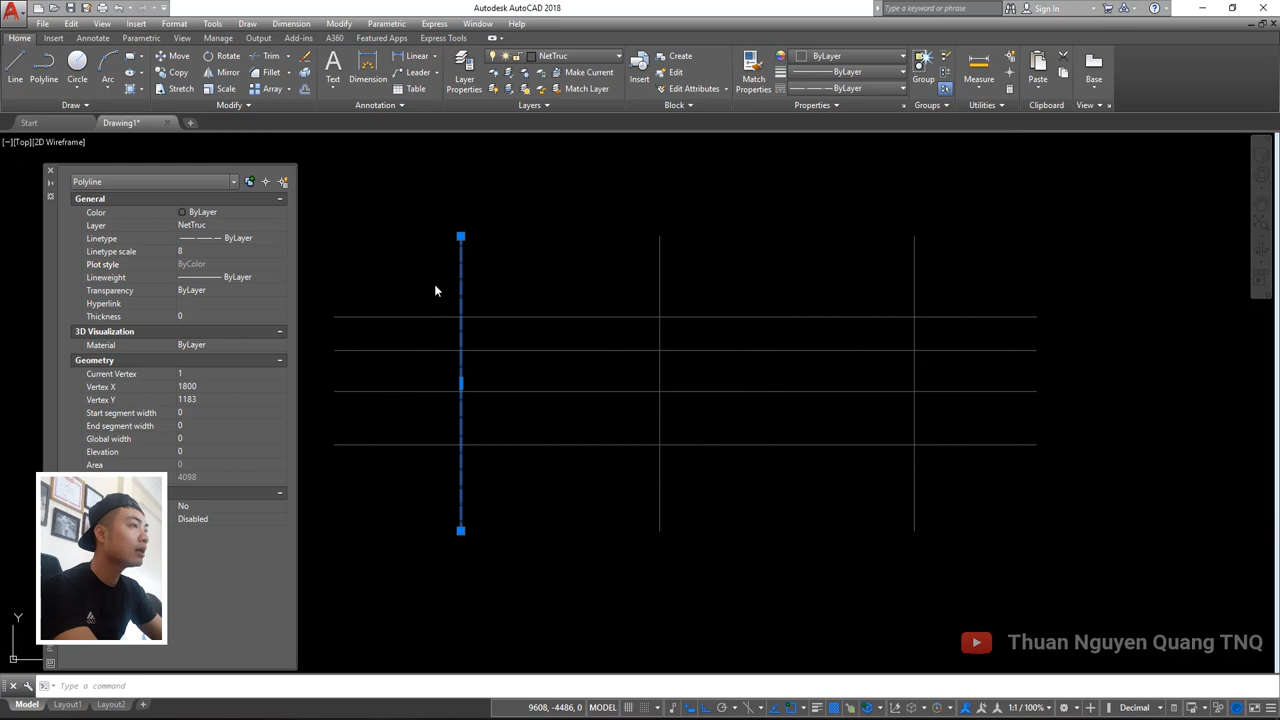 Autodesk AutoCAD 2018
Type a keyword or phrase
Sign In
File Edit View Insert Format Tools Draw Dimension Modify Parametric Express Window Help
Home Insert Annotate Parametric View Manage Output Add-ins A360 Featured Apps Express Tools
Line Polyline Circle Arc
Move Rotate Trim
Copy Mirror Fillet
Stretch Scale Array
Text Dimension
Linear
Leader
Table
Layer Properties
NetTruc
Make Current
Match Layer
Insert
Create
Edit
Edit Attributes
Match Properties
ByLayer
ByLayer
ByLayer
Group
Measure
Paste
Base
Draw Modify Annotation Layers Block Properties Groups Utilities Clipboard View
Start Drawing1*
[−][Top][2D Wireframe]
Polyline
General
Color ByLayer
Layer NetTruc
Linetype ByLayer
Linetype scale 8
Plot style ByColor
Lineweight ByLayer
Transparency ByLayer
Hyperlink
Thickness 0
3D Visualization
Material ByLayer
Geometry
Current Vertex 1
Vertex X 1800
Vertex Y 1183
Start segment width 0
End segment width 0
Global width 0
Elevation 0
Area 0
4098
No
Disabled
Y
Thuan Nguyen Quang TNQ
Type a command
Model Layout1 Layout2
9608, -4486, 0 MODEL 1:1 / 100% Decimal